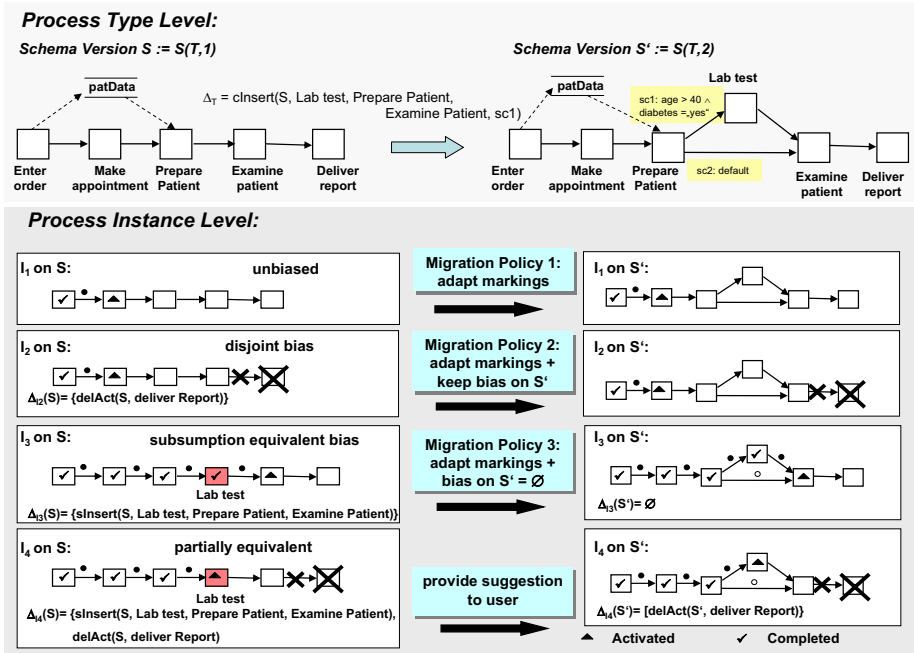 Process Type Level:
Schema Version S := S(T,1)
Schema Version S‘ := S(T,2)
patData
ΔT = cInsert(S, Lab test, Prepare Patient,
Examine Patient, sc1)
patData
Lab test
sc1: age > 40 ∧
diabetes =„yes“
sc2: default
Enter
order
Make
appointment
Prepare
Patient
Examine
patient
Deliver
report
Enter
order
Make
appointment
Prepare
Patient
Examine
patient
Deliver
report
Process Instance Level:
I1 on S:
unbiased
Migration Policy 1:
adapt markings
I1 on S‘:
I2 on S:
disjoint bias
ΔI2(S)= {delAct(S, deliver Report)}
Migration Policy 2:
adapt markings +
keep bias on S‘
I2 on S‘:
I3 on S:
subsumption equivalent bias
Lab test
ΔI3(S)= {sInsert(S, Lab test, Prepare Patient, Examine Patient)}
Migration Policy 3:
adapt markings +
bias on S‘ = Ø
I3 on S‘:
ΔI3(S‘)= Ø
I4 on S:
partially equivalent
Lab test
ΔI4(S)= {sInsert(S, Lab test, Prepare Patient, Examine Patient),
delAct(S, deliver Report)
provide suggestion
to user
I4 on S‘:
ΔI4(S‘)= [delAct(S‘, deliver Report)}
Activated
Completed